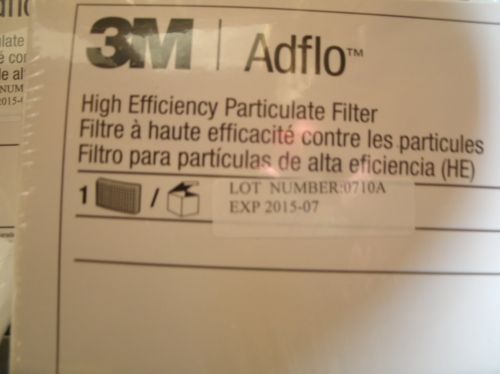 3M | Adflo™
High Efficiency Particulate Filter
Filtre à haute efficacité contre les particules
Filtro para partículas de alta eficiencia (HE)
1 /
LOT NUMBER:0710A
EXP 2015-07